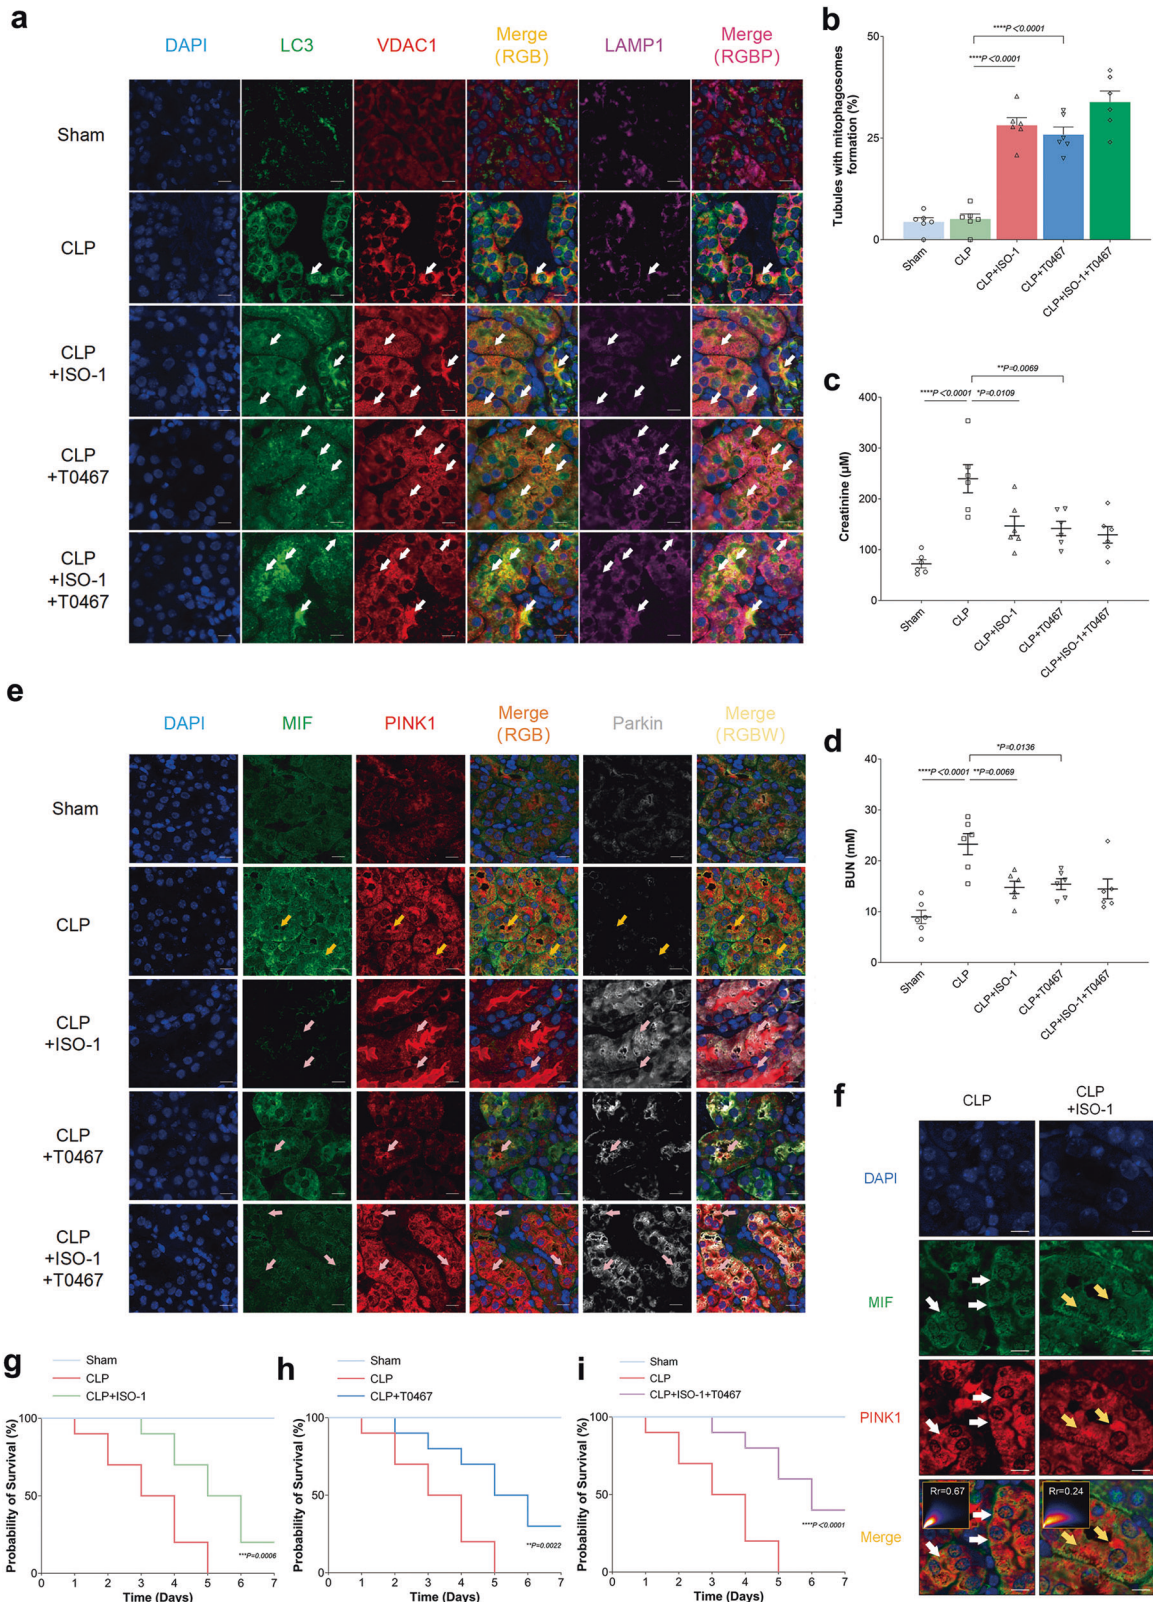 a
DAPI
LC3
VDAC1
Merge
(RGB)
LAMP1
Merge
(RGBP)
Sham
CLP
CLP
+ISO-1
CLP
+T0467
CLP
+ISO-1
+T0467
b
****P<0.0001
****P<0.0001
Tubules with mitophagosomes
formation (%)
50
25
0
Sham
CLP
CLP+ISO-1
CLP+T0467
CLP+ISO-1+T0467
c
**P=0.0069
****P<0.0001
*P=0.0109
Creatinine (μM)
400
300
200
100
0
Sham
CLP
CLP+ISO-1
CLP+T0467
CLP+ISO-1+T0467
e
DAPI
MIF
PINK1
Merge
(RGB)
Parkin
Merge
(RGBW)
Sham
CLP
CLP
+ISO-1
CLP
+T0467
CLP
+ISO-1
+T0467
d
*P=0.0136
****P<0.0001
**P=0.0069
BUN (mM)
40
30
20
10
0
Sham
CLP
CLP+ISO-1
CLP+T0467
CLP+ISO-1+T0467
f
CLP
CLP
+ISO-1
DAPI
MIF
PINK1
Merge
Rr=0.67
Rr=0.24
g
Sham
CLP
CLP+ISO-1
Probability of Survival (%)
100
50
0
***P=0.0006
0 1 2 3 4 5 6 7
Time (Days)
h
Sham
CLP
CLP+T0467
Probability of Survival (%)
100
50
0
**P=0.0022
0 1 2 3 4 5 6 7
Time (Days)
i
Sham
CLP
CLP+ISO-1+T0467
Probability of Survival (%)
100
50
0
****P<0.0001
0 1 2 3 4 5 6 7
Time (Days)